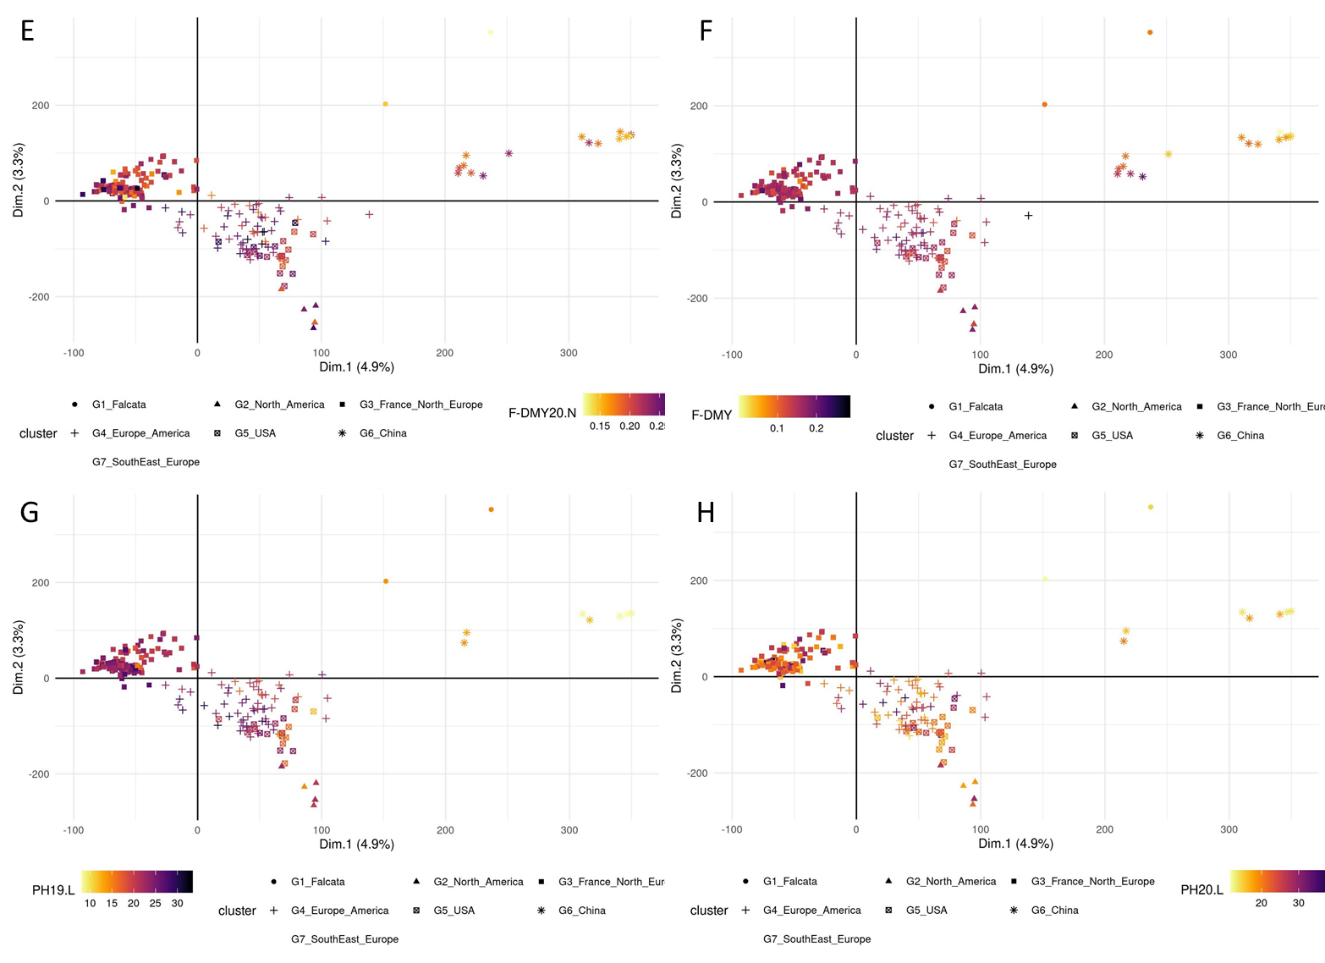 E
200
0
-200
Dim.2 (3.3%)
-100 0 100 200 300
Dim.1 (4.9%)
G1_Falcata G2_North_America G3_France_North_Europe
cluster G4_Europe_America G5_USA G6_China
G7_SouthEast_Europe
F-DMY20.N
0.15 0.20 0.25
F
200
0
-200
Dim.2 (3.3%)
-100 0 100 200 300
Dim.1 (4.9%)
F-DMY
0.1 0.2
G1_Falcata G2_North_America G3_France_North_Eur
cluster G4_Europe_America G5_USA G6_China
G7_SouthEast_Europe
G
200
0
-200
Dim.2 (3.3%)
-100 0 100 200 300
Dim.1 (4.9%)
PH19.L
10 15 20 25 30
G1_Falcata G2_North_America G3_France_North_Eur
cluster G4_Europe_America G5_USA G6_China
G7_SouthEast_Europe
H
200
0
-200
Dim.2 (3.3%)
-100 0 100 200 300
Dim.1 (4.9%)
G1_Falcata G2_North_America G3_France_North_Europe
cluster G4_Europe_America G5_USA G6_China
G7_SouthEast_Europe
PH20.L
20 30